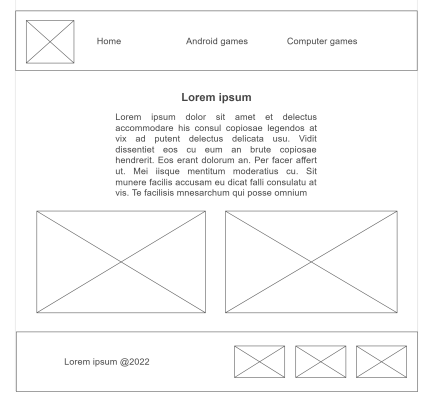 Home Android games Computer games
Lorem ipsum
Lorem ipsum dolor sit amet et delectus
accommodare his consul copiosae legendos at
vix ad putent delectus delicata usu. Vidit
dissentiet eos cu eum an brute copiosae
hendrerit. Eos erant dolorum an. Per facer affert
ut. Mei iisque mentitum moderatius cu. Sit
munere facilis accusam eu dicat falli consulatu at
vis. Te facilisis mnesarchum qui posse omnium
Lorem ipsum @2022